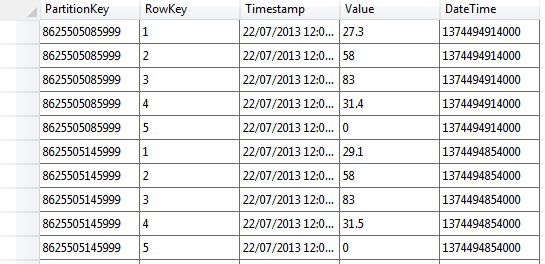 PartitionKey RowKey Timestamp Value DateTime
8625505085999 1 22/07/2013 12:0... 27.3 1374494914000
8625505085999 2 22/07/2013 12:0... 58 1374494914000
8625505085999 3 22/07/2013 12:0... 83 1374494914000
8625505085999 4 22/07/2013 12:0... 31.4 1374494914000
8625505085999 5 22/07/2013 12:0... 0 1374494914000
8625505145999 1 22/07/2013 12:0... 29.1 1374494854000
8625505145999 2 22/07/2013 12:0... 58 1374494854000
8625505145999 3 22/07/2013 12:0... 83 1374494854000
8625505145999 4 22/07/2013 12:0... 31.5 1374494854000
8625505145999 5 22/07/2013 12:0... 0 1374494854000